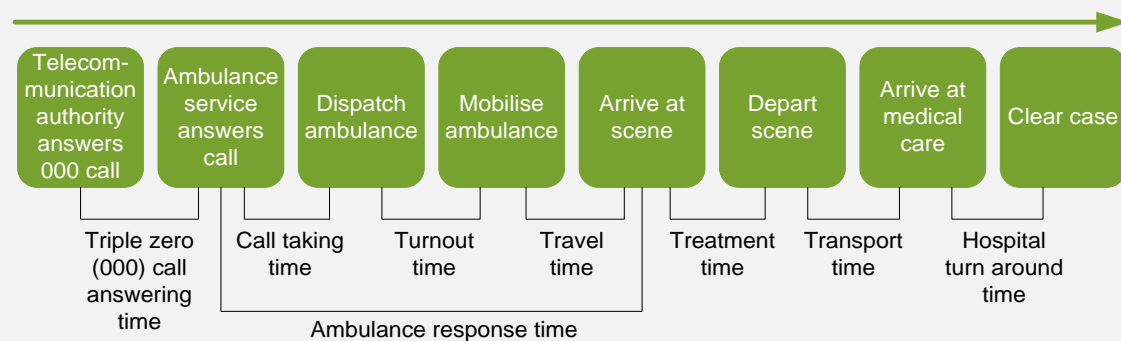 Telecom-
munication
authority
answers
000 call
Ambulance
service
answers
call
Dispatch
ambulance
Mobilise
ambulance
Arrive at
scene
Depart
scene
Arrive at
medical
care
Clear case
Triple zero
(000) call
answering
time
Call taking
time
Turnout
time
Travel
time
Treatment
time
Transport
time
Hospital
turn around
time
Ambulance response time